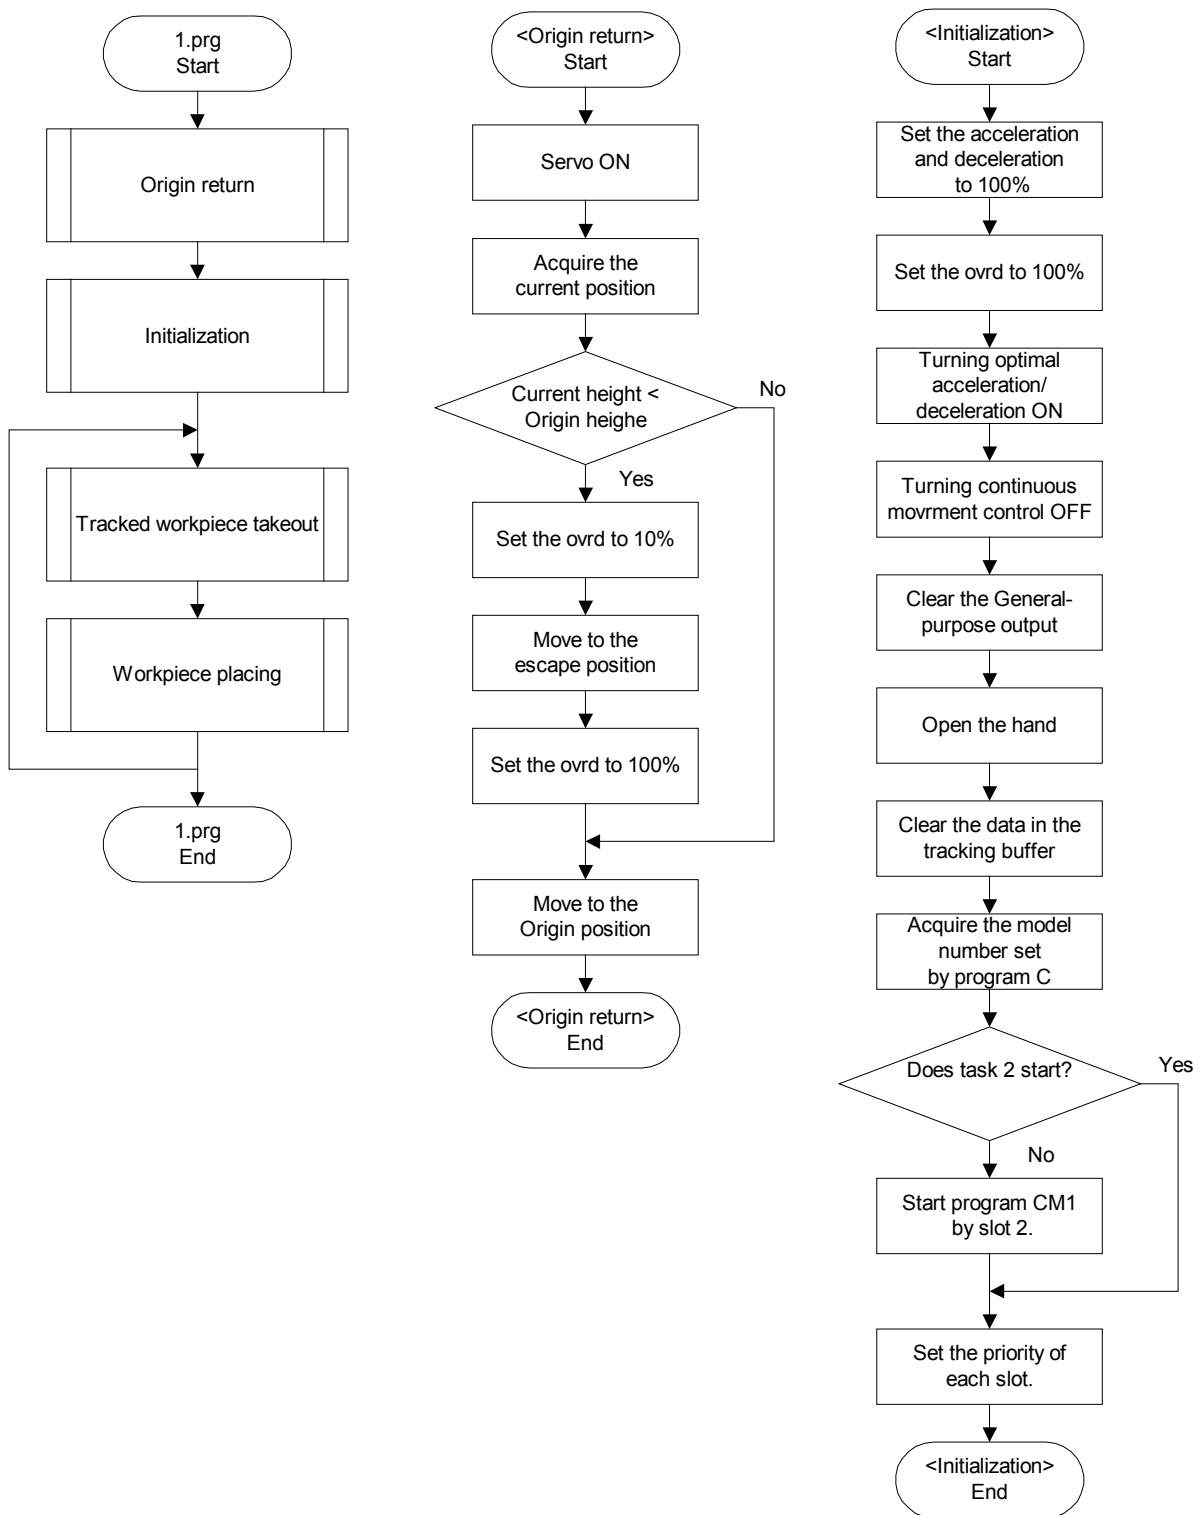 1.prg
Start
Origin return
Initialization
Tracked workpiece takeout
Workpiece placing
1.prg
End
<Origin return>
Start
Servo ON
Acquire the
current position
Current height <
Origin heighe
No
Yes
Set the ovrd to 10%
Move to the
escape position
Set the ovrd to 100%
Move to the
Origin position
<Origin return>
End
<Initialization>
Start
Set the acceleration
and deceleration
to 100%
Set the ovrd to 100%
Turning optimal
acceleration/
deceleration ON
Turning continuous
movrment control OFF
Clear the General-
purpose output
Open the hand
Clear the data in the
tracking buffer
Acquire the model
number set
by program C
Does task 2 start?
Yes
No
Start program CM1
by slot 2.
Set the priority of
each slot.
<Initialization>
End